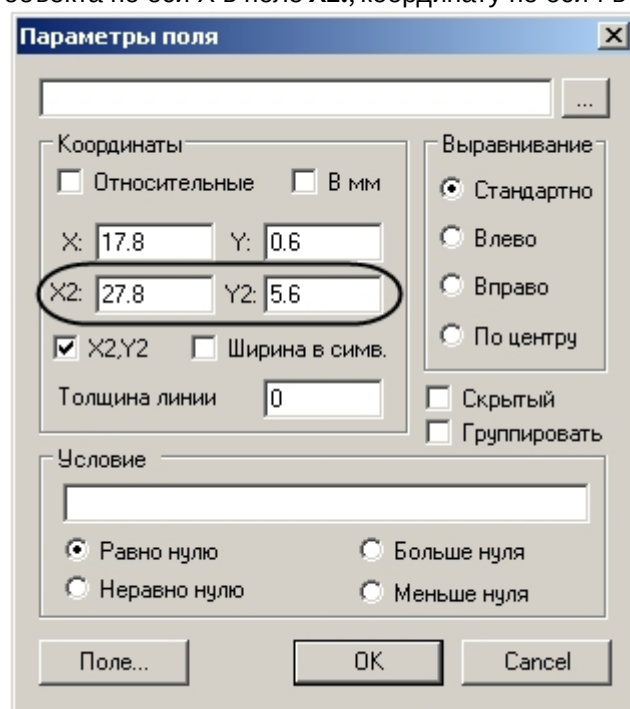 объекта по оси X в поле X2., координату по оси Y в
Параметры поля
...
Координаты
Относительные В мм
X: 17.8 Y: 0.6
X2: 27.8 Y2: 5.6
X2,Y2 Ширина в симв.
Толщина линии 0
Выравнивание
Стандартно
Влево
Вправо
По центру
Скрытый
Группировать
Условие
Равно нулю Больше нуля
Неравно нулю Меньше нуля
Поле... OK Cancel